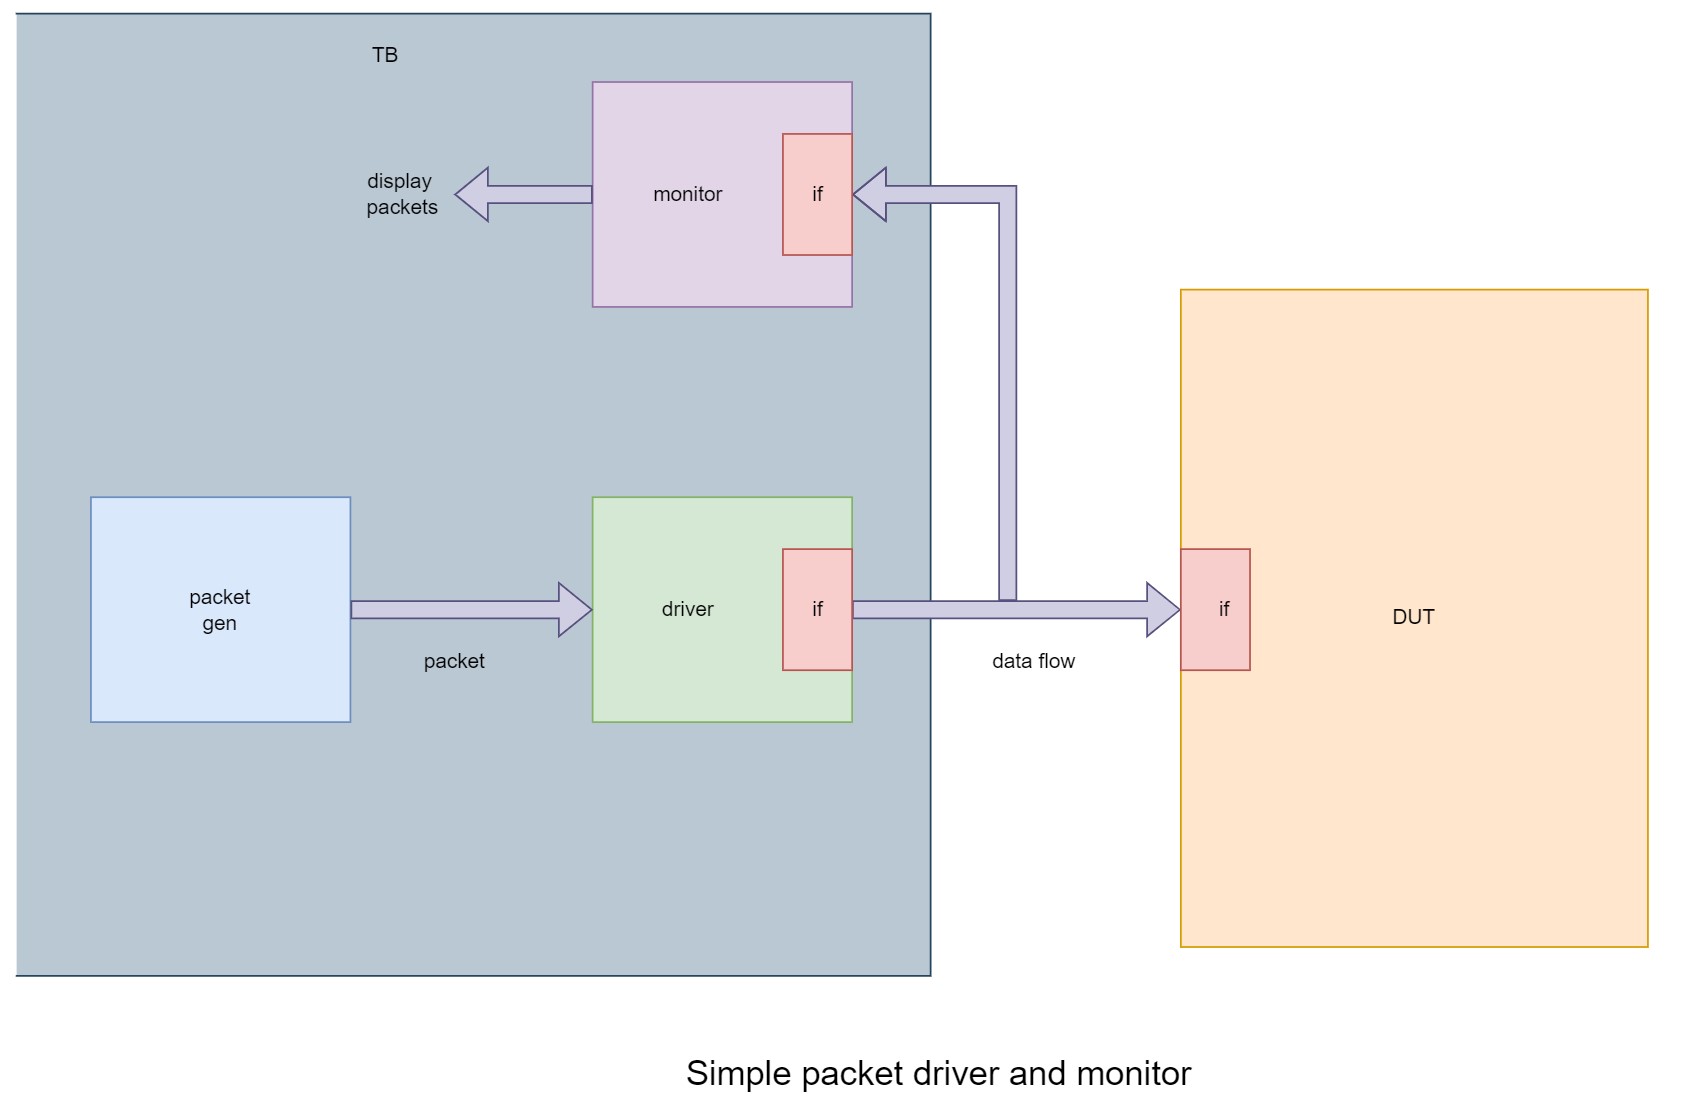 TB
display
packets
monitor
if
packet
gen
driver
if
if
DUT
packet
data flow
Simple packet driver and monitor